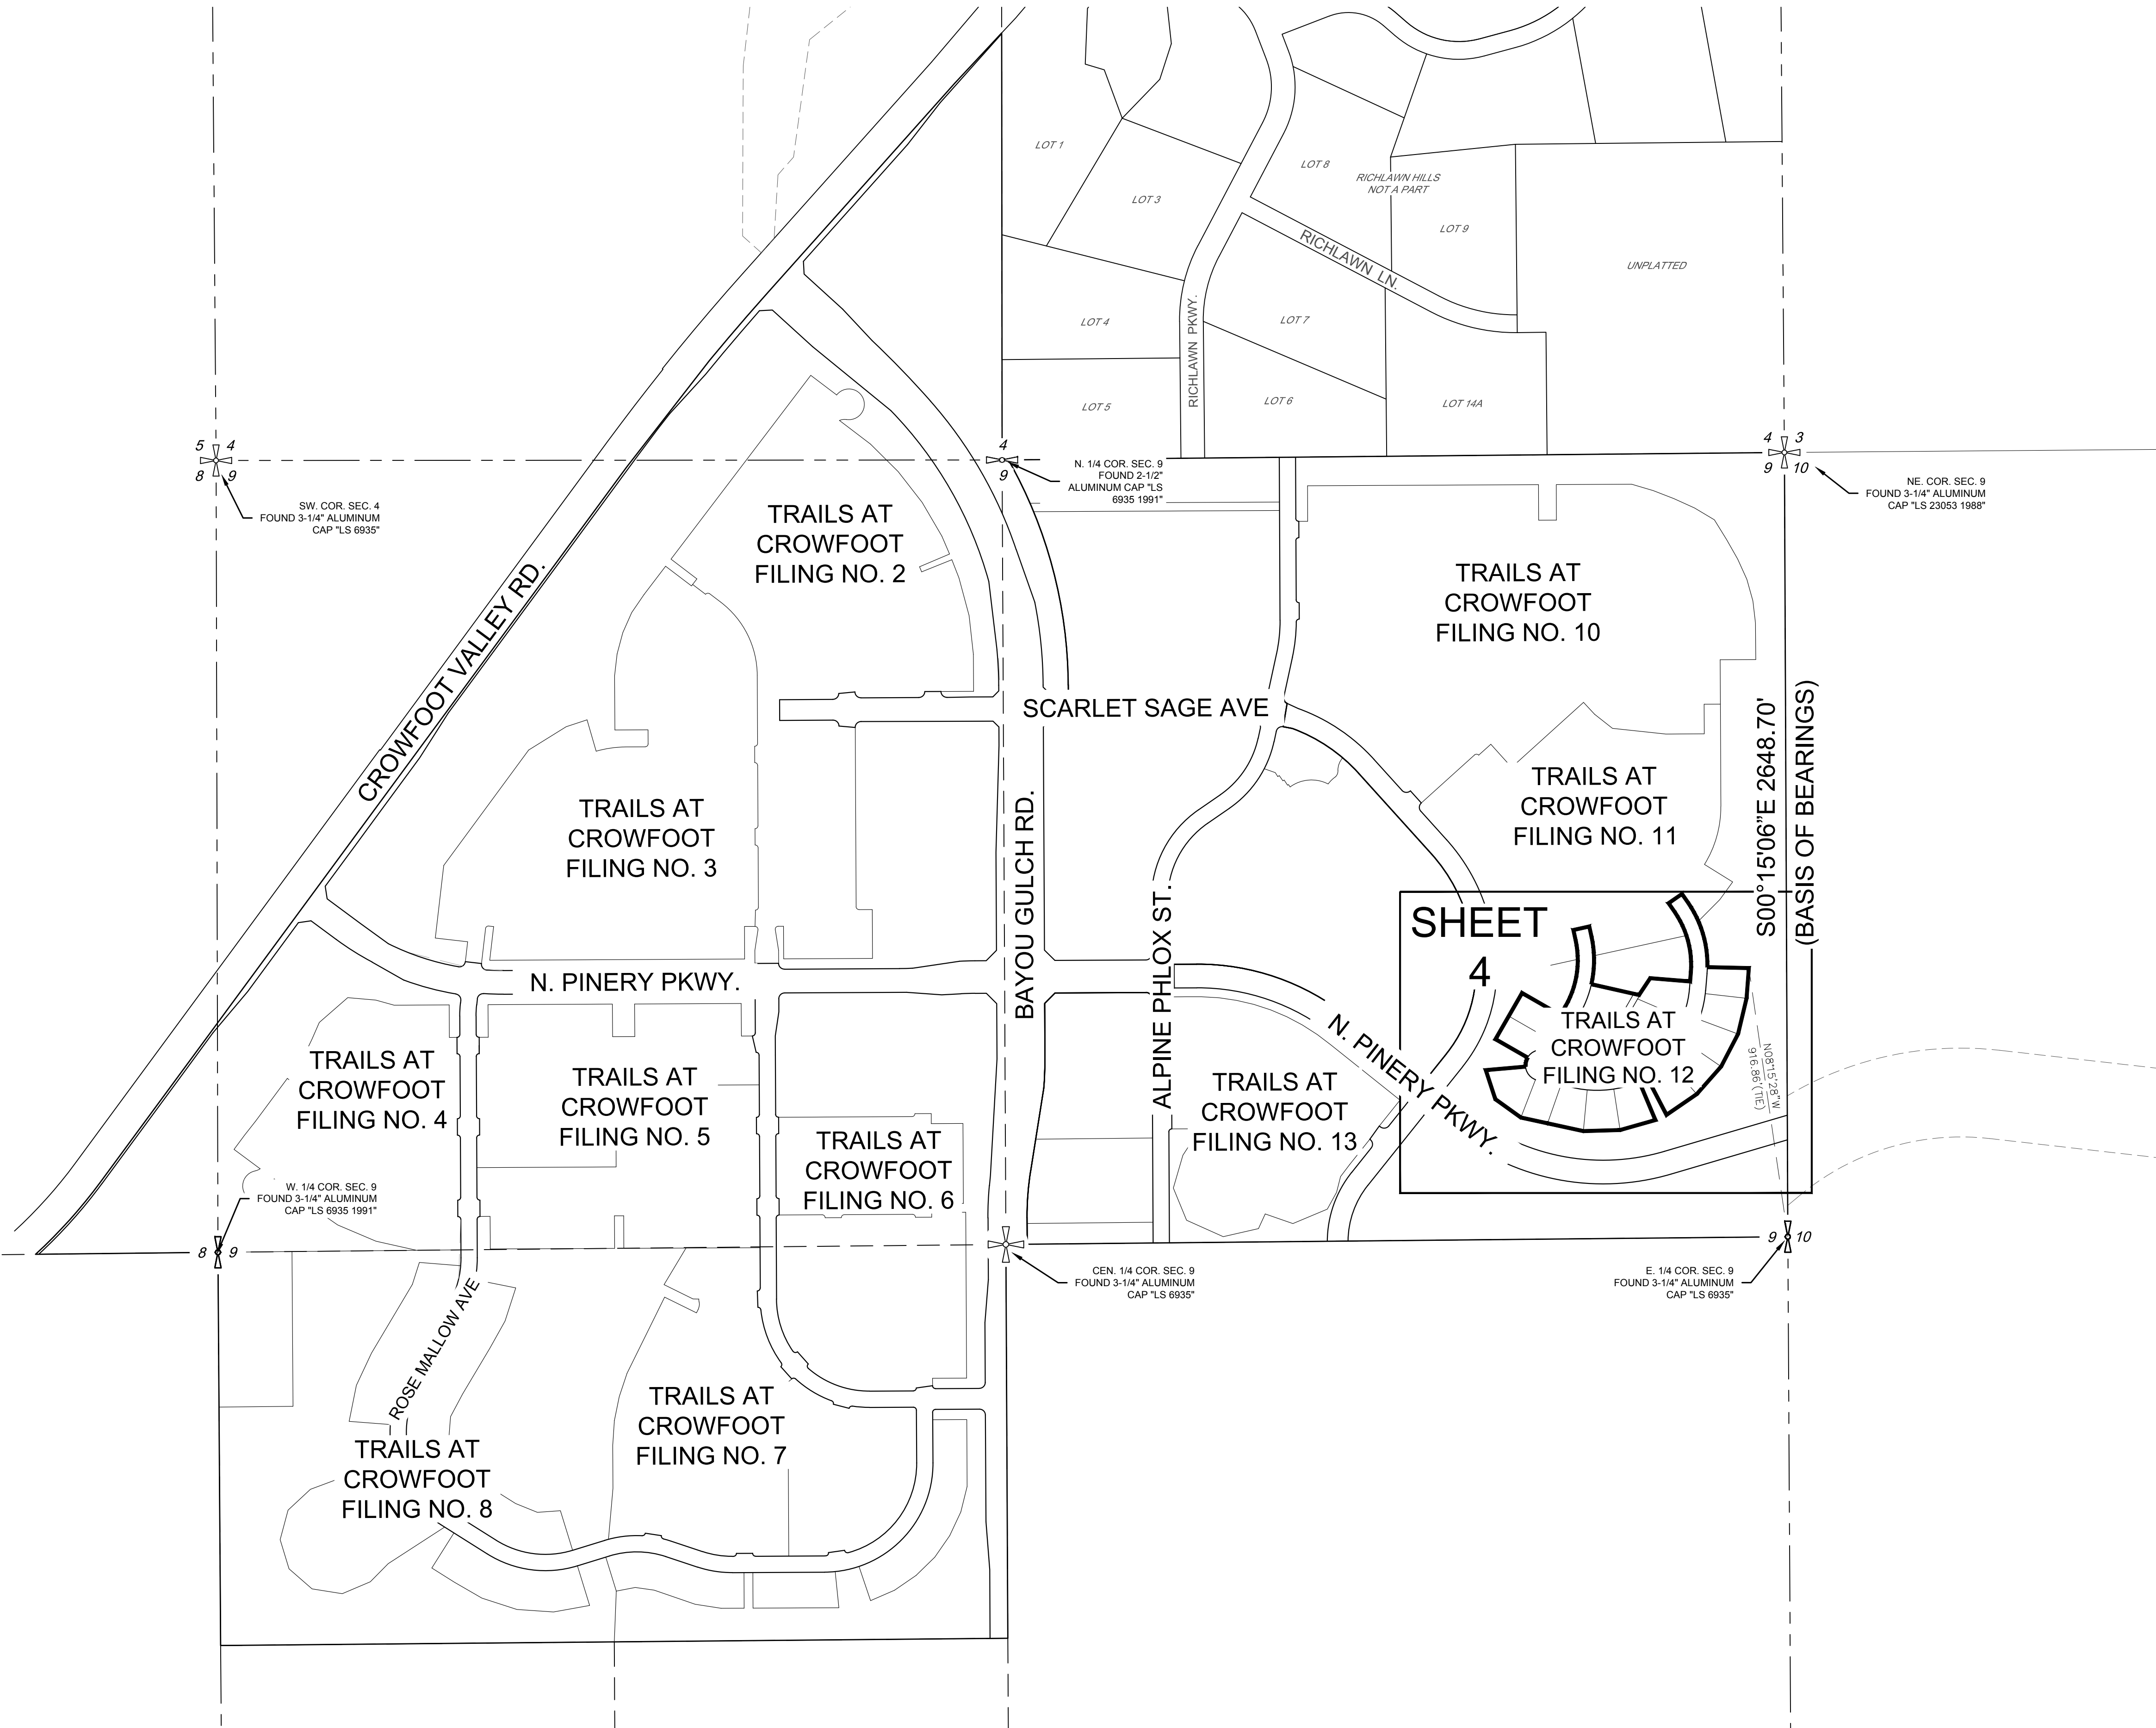 LOT 1
LOT 3
LOT 8
RICHLAWN HILLS
NOT A PART
LOT 9
RICHLAWN LN.
UNPLATTED
LOT 4
RICHLAWN PKWY.
LOT 7
LOT 5
LOT 6
LOT 14A
5 4
8 9
SW. COR. SEC. 4
FOUND 3-1/4" ALUMINUM
CAP "LS 6935"
4
9
N. 1/4 COR. SEC. 9
FOUND 2-1/2"
ALUMINUM CAP "LS
6935 1991"
4 3
9 10
NE. COR. SEC. 9
FOUND 3-1/4" ALUMINUM
CAP "LS 23053 1988"
TRAILS AT
CROWFOOT
FILING NO. 2
CROWFOOT VALLEY RD.
TRAILS AT
CROWFOOT
FILING NO. 10
SCARLET SAGE AVE
S00°15'06"E 2648.70'
(BASIS OF BEARINGS)
TRAILS AT
CROWFOOT
FILING NO. 3
BAYOU GULCH RD.
TRAILS AT
CROWFOOT
FILING NO. 11
ALPINE PHLOX ST.
SHEET
4
N. PINERY PKWY.
N. PINERY PKWY.
TRAILS AT
CROWFOOT
FILING NO. 12
N08°15'28"W
916.86'(TIE)
TRAILS AT
CROWFOOT
FILING NO. 4
TRAILS AT
CROWFOOT
FILING NO. 5
TRAILS AT
CROWFOOT
FILING NO. 6
TRAILS AT
CROWFOOT
FILING NO. 13
W. 1/4 COR. SEC. 9
FOUND 3-1/4" ALUMINUM
CAP "LS 6935 1991"
8 9
9 10
CEN. 1/4 COR. SEC. 9
FOUND 3-1/4" ALUMINUM
CAP "LS 6935"
E. 1/4 COR. SEC. 9
FOUND 3-1/4" ALUMINUM
CAP "LS 6935"
ROSE MALLOW AVE
TRAILS AT
CROWFOOT
FILING NO. 7
TRAILS AT
CROWFOOT
FILING NO. 8